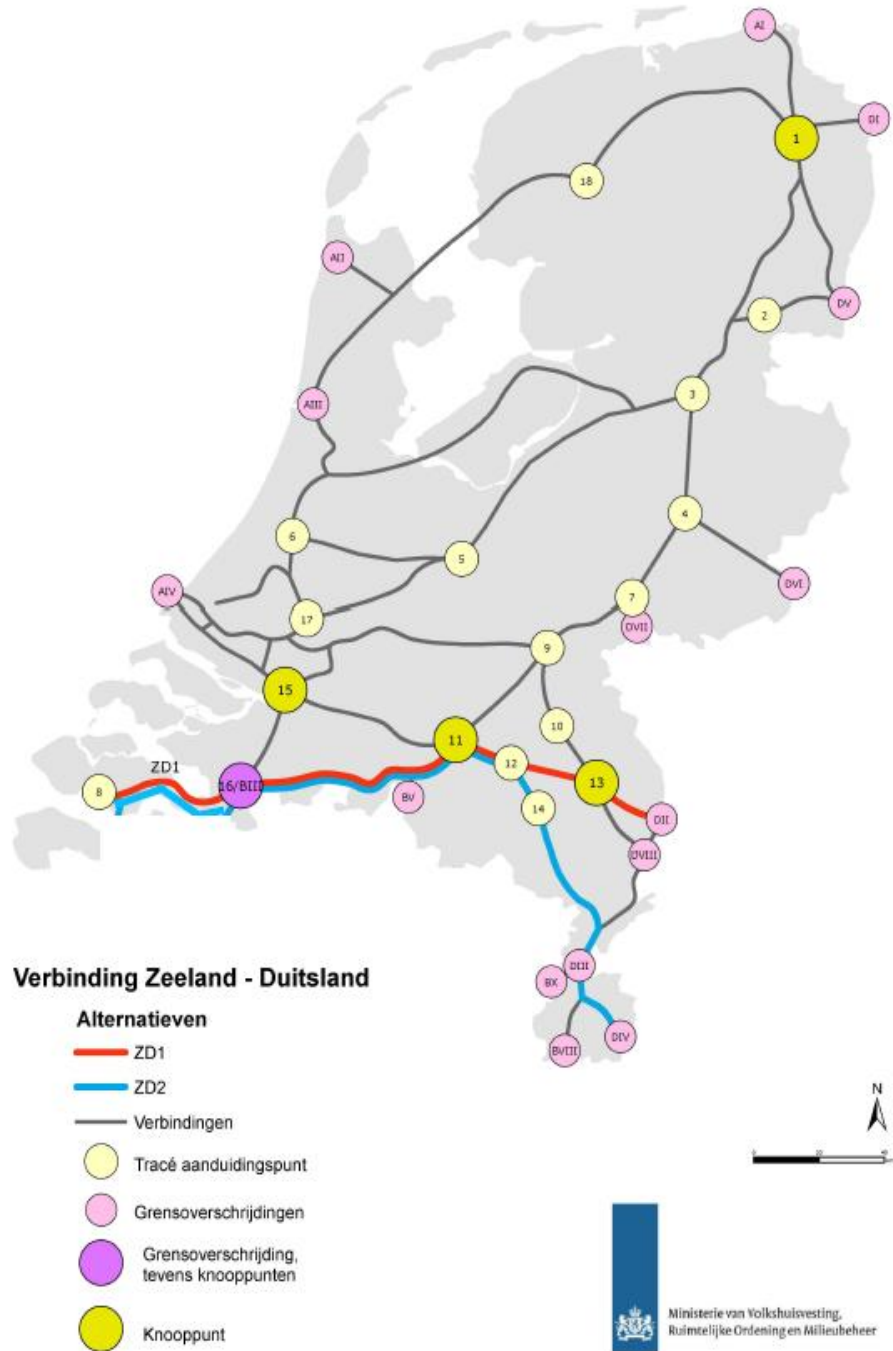 AI
DI
1
18
AII
DV
2
AIII
3
4
6
5
DVI
AIV
7
17
DVII
9
15
10
11
12
ZD1
13
16/BIII
8
BV
14
DII
DVIII
DIII
BX
DIV
BVIII
Verbinding Zeeland - Duitsland
Alternatieven
ZD1
ZD2
Verbindingen
Tracé aanduidingspunt
Grensoverschrijdingen
Grensoverschrijding,
tevens knooppunten
Knooppunt
N
0
Ministerie van Volkshuisvesting,
Ruimtelijke Ordening en Milieubeheer